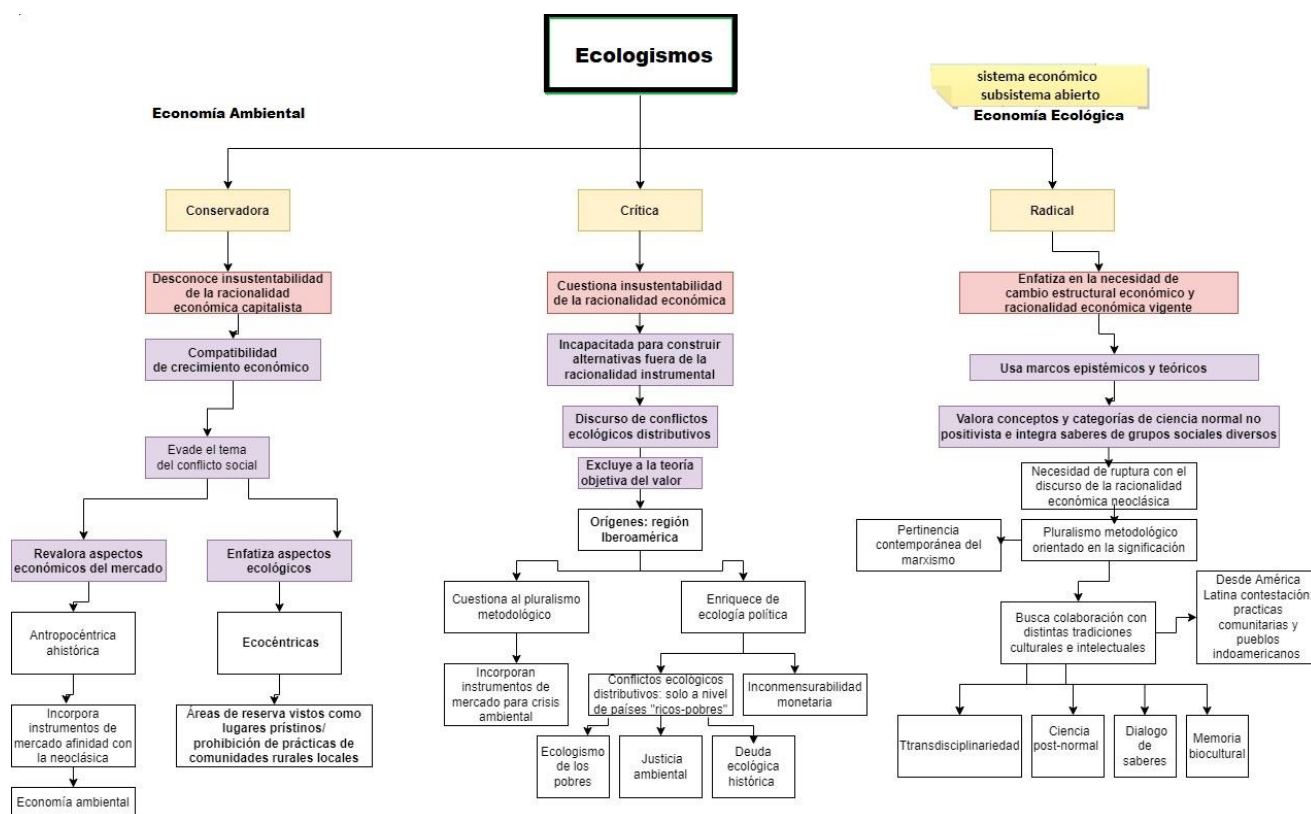 Ecologismos
sistema económico
subsistema abierto
Economía Ambiental
Economía Ecológica
Conservadora
Crítica
Radical
Desconoce insustentabilidad
de la racionalidad
económica capitalista
Cuestiona insustentabilidad
de la racionalidad económica
Enfatiza en la necesidad de
cambio estructural económico y
racionalidad económica vigente
Compatibilidad
de crecimiento económico
Incapacitada para construir
alternativas fuera de la
racionalidad instrumental
Usa marcos epistémicos y teóricos
Discurso de conflictos
ecológicos distributivos
Valora conceptos y categorías de ciencia normal no
positivista e integra saberes de grupos sociales diversos
Evade el tema
del conflicto social
Excluye a la teoría
objetiva del valor
Necesidad de ruptura con el
discurso de la racionalidad
económica neoclásica
Orígenes: región
Iberoamérica
Pertinencia
contemporánea del
marxismo
Pluralismo metodológico
orientado en la significación
Revalora aspectos
económicos del mercado
Enfatiza aspectos
ecológicos
Cuestiona al pluralismo
metodológico
Enriquece de
ecología política
Busca colaboración con
distintas tradiciones
culturales e intelectuales
Desde América
Latina contestación:
practicas
comunitarias y
pueblos
indoamericanos
Antropocéntrica
ahistórica
Ecocéntricas
Incorporan instrumentos de
mercado para crisis
ambiental
Conflictos ecológicos
distributivos: solo a nivel
de países "ricos-pobres"
Inconmensurabilidad
monetaria
Incorpora
instrumentos de
mercado afinidad con
la neoclásica
Áreas de reserva vistos como
lugares prístinos/
prohibición de prácticas de
comunidades rurales locales
Ecologismo
de los
pobres
Justicia
ambiental
Deuda
ecológica
histórica
Ttransdisciplinariedad
Ciencia
post-normal
Dialogo
de
saberes
Memoria
biocultural
Economía ambiental